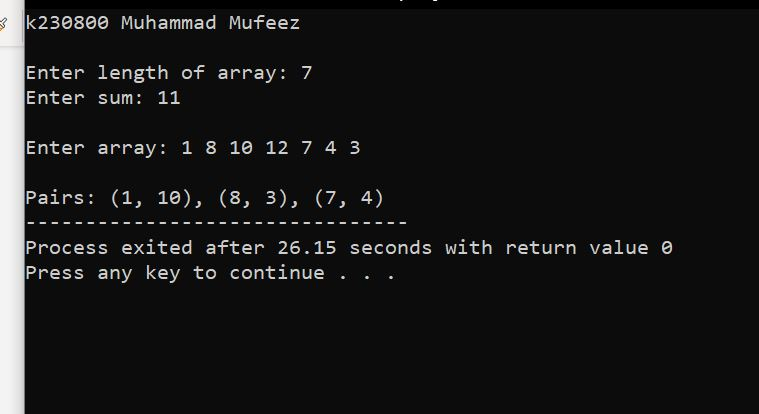 k230800 Muhammad Mufeez
Enter length of array: 7
Enter sum: 11
Enter array: 1 8 10 12 7 4 3
Pairs: (1, 10), (8, 3), (7, 4)
--------------------------------
Process exited after 26.15 seconds with return value 0
Press any key to continue . . .